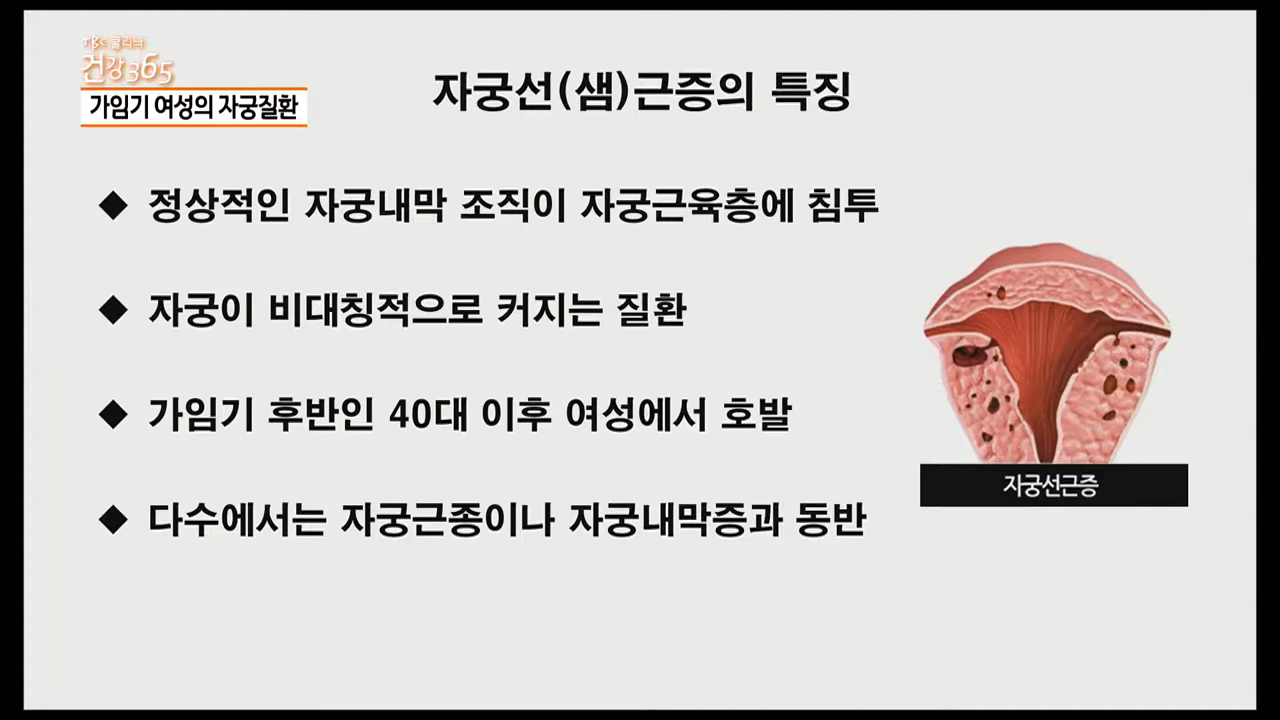 TBC 클리닉
건강365
가임기 여성의 자궁질환
자궁선(샘)근증의 특징
◆ 정상적인 자궁내막 조직이 자궁근육층에 침투
◆ 자궁이 비대칭적으로 커지는 질환
◆ 가임기 후반인 40대 이후 여성에서 호발
◆ 다수에서는 자궁근종이나 자궁내막증과 동반
자궁선근증